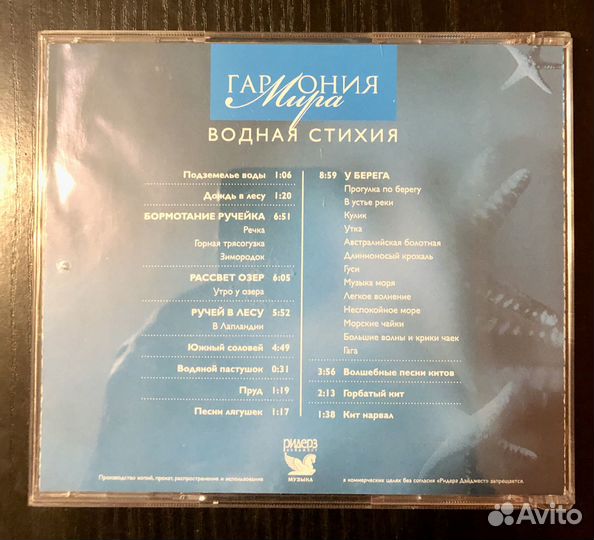 ГАРМОНИЯ
Мира
ВОДНАЯ СТИХИЯ
Подземелье воды 1:06
Дождь в лесу 1:20
БОРМОТАНИЕ РУЧЕЙКА 6:51
Речка
Горная трясогузка
Зимородок
РАССВЕТ ОЗЕР 6:05
Утро у озера
РУЧЕЙ В ЛЕСУ 5:52
В Лапландии
Южный соловей 4:49
Водяной пастушок 0:31
Пруд 1:19
Песни лягушек 1:17
8:59 У БЕРЕГА
Прогулка по берегу
В устье реки
Кулик
Утка
Австралийская болотная
Длинноносый крохаль
Гуси
Музыка моря
Легкое волнение
Неспокойное море
Морские чайки
Большие волны и крики чаек
Гага
3:56 Волшебные песни китов
2:13 Горбатый кит
1:38 Кит нарвал
РИДЕРЗ
ДАЙДЖЕСТ
МУЗЫКА
Производство копий, прокат, распространение и использование
в коммерческих целях без согласия «Ридерз Дайджест» запрещается.
Avito